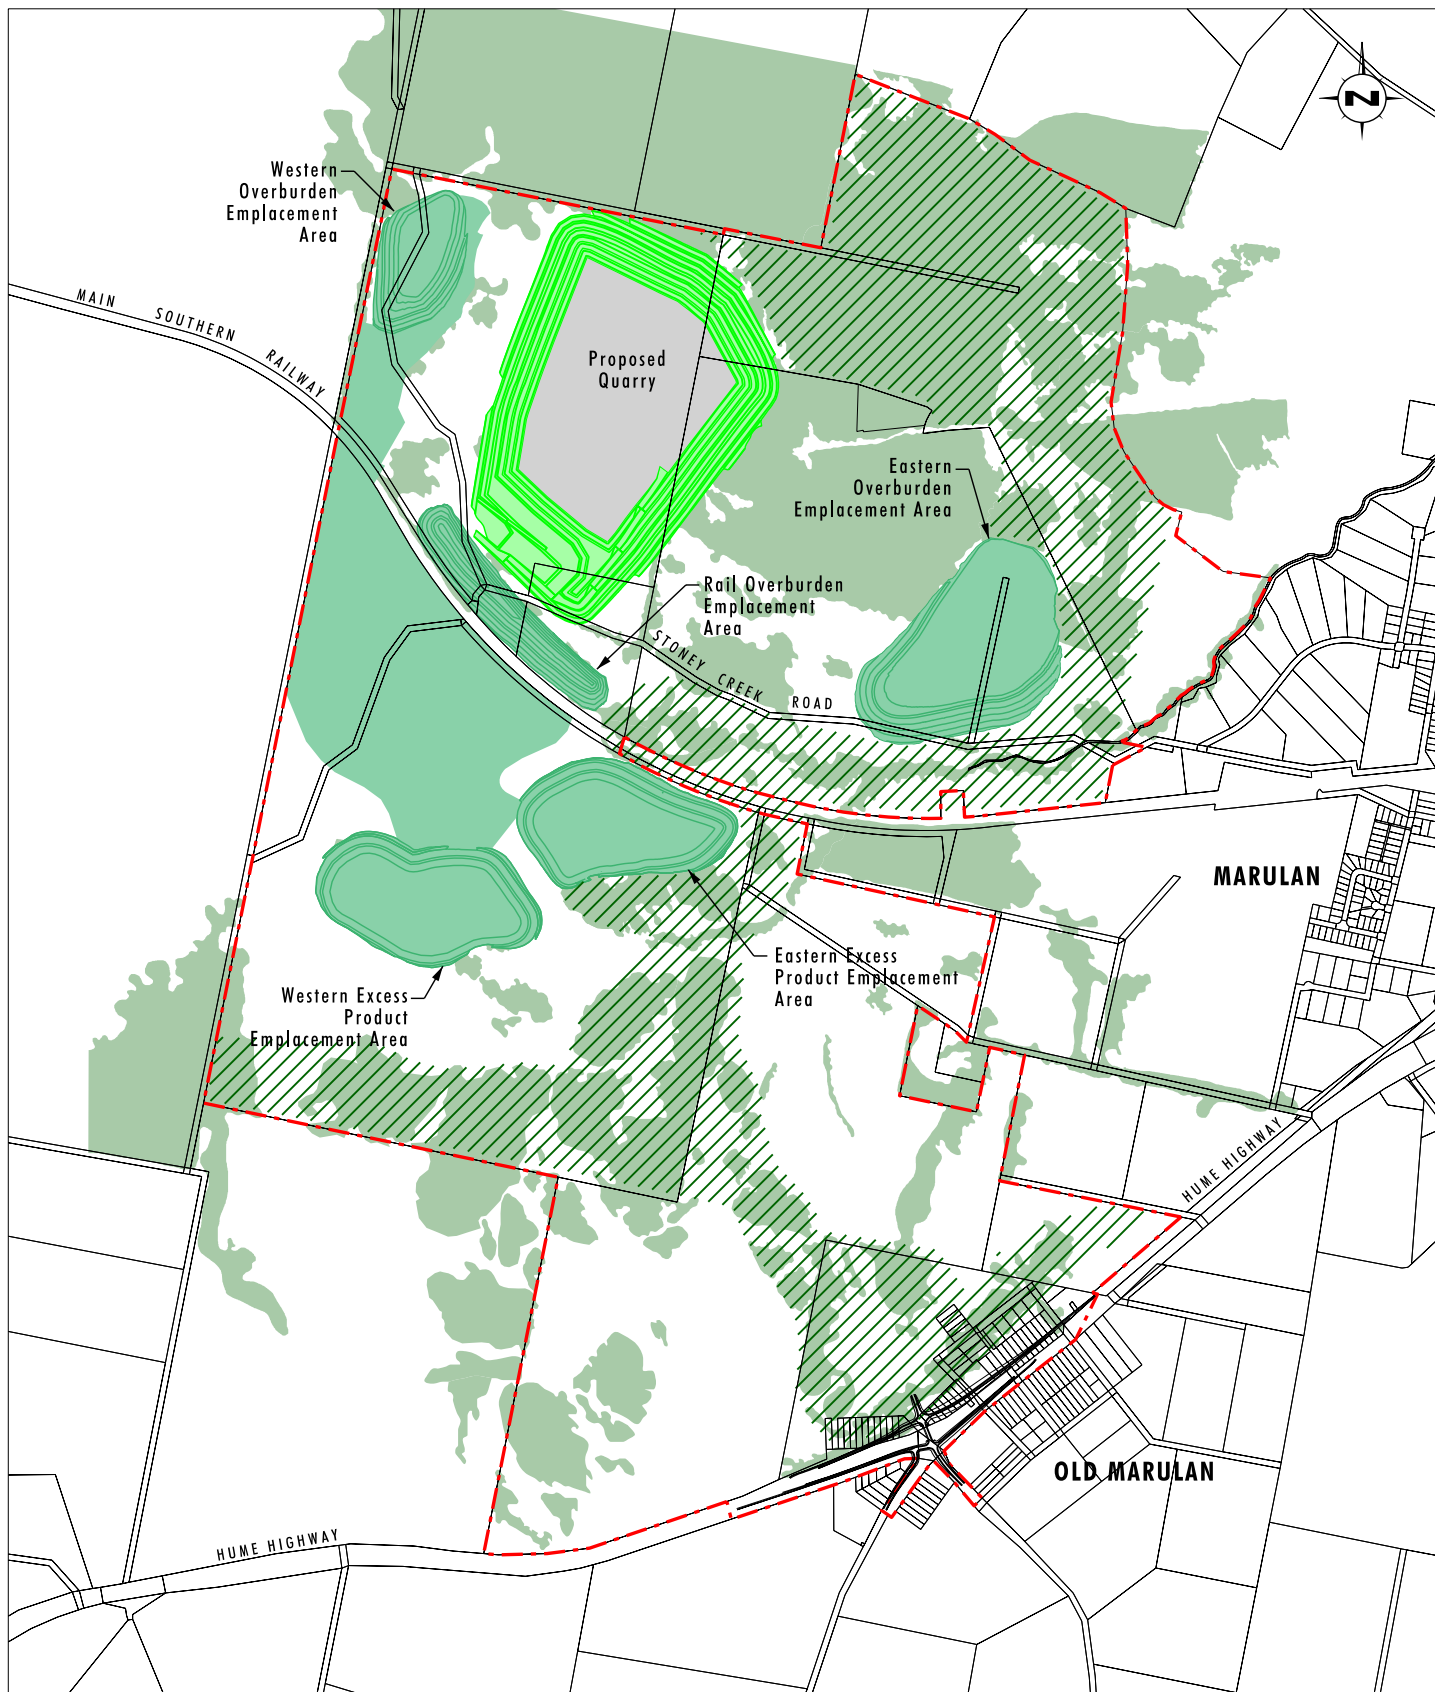 N
Western
Overburden
Emplacement
Area
MAIN SOUTHERN RAILWAY
Proposed
Quarry
Eastern
Overburden
Emplacement Area
Rail Overburden
Emplacement
Area
STONEY CREEK ROAD
MARULAN
Eastern Excess
Product Emplacement
Area
Western Excess
Product
Emplacement Area
HUME HIGHWAY
OLD MARULAN
HUME HIGHWAY